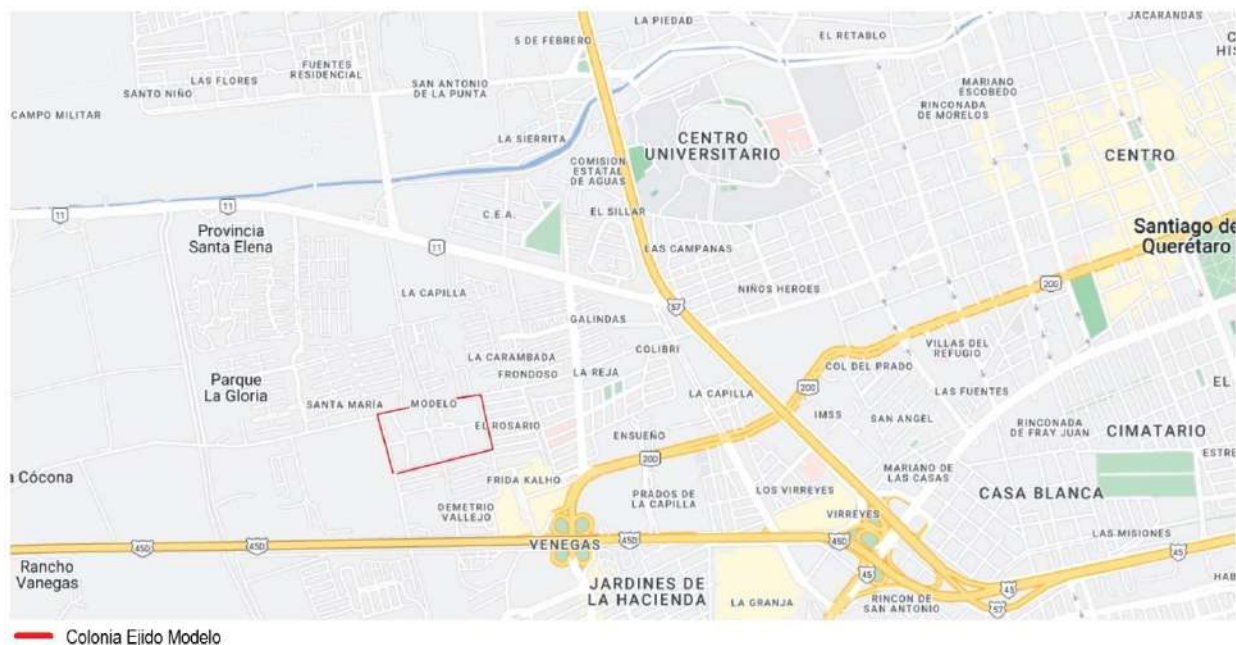 LA PIEDAD
JACARANDAS
5 DE FEBRERO
EL RETABLO
C
HIS
FUENTES
RESIDENCIAL
LAS FLORES
SAN ANTONIO
DE LA PUNTA
MARIANO
ESCOBEDO
SANTO NIÑO
RINCONADA
DE MORELOS
CAMPO MILITAR
LA SIERRITA
CENTRO
UNIVERSITARIO
CENTRO
COMISION
ESTATAL
DE AGUAS
11
11
C.E.A.
EL SILLAR
Provincia
Santa Elena
11
LAS CAMPANAS
Santiago de
Querétaro
200
LA CAPILLA
NIÑOS HEROES
57
GALINDAS
COLIBRI
VILLAS DEL
REFUGIO
LA CARAMBADA
FRONDOSO
LA REJA
COL DEL PRADO
Parque
La Gloria
200
LA CAPILLA
LAS FUENTES
EL
SANTA MARÍA
MODELO
IMSS
SAN ANGEL
EL ROSARIO
ENSUEÑO
RINCONADA
DE FRAY JUAN
CIMATARIO
200
ESTRE
a Cócona
FRIDA KALHO
MARIANO DE
LAS CASAS
PRADOS DE
LA CAPILLA
LOS VIRREYES
CASA BLANCA
DEMETRIO
VALLEJO
VIRREYES
LAS MISIONES
45D
45D
VENEGAS
45D
45D
45
Rancho
Vanegas
JARDINES DE
LA HACIENDA
45
45
HAB
LA GRANJA
RINCON DE
SAN ANTONIO
57
Colonia Ejido Modelo